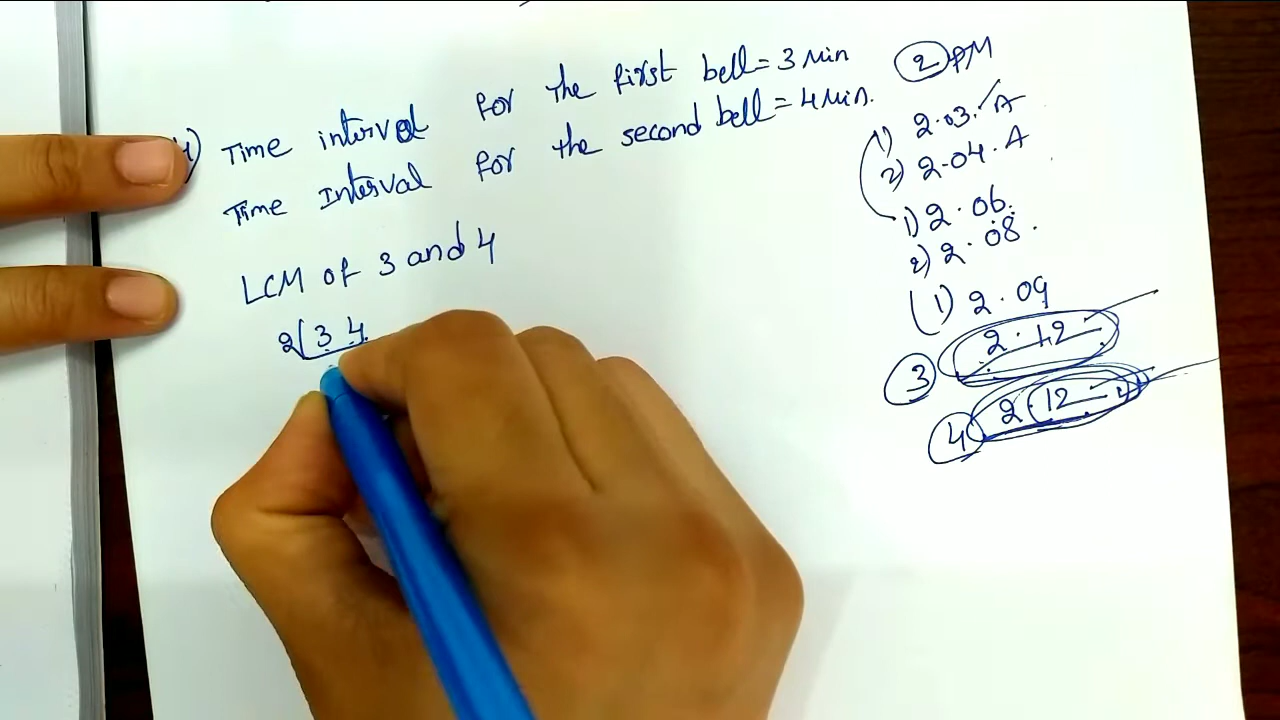 4) Time interval for the first bell = 3 Min
Time Interval for the second bell = 4 Min.
LCM of 3 and 4
2 3 4
2 PM
1) 2.03. ✓ A
2) 2.04. A
1) 2.06.
2) 2.08.
(1) 2.09
3 2.12
4 2.12